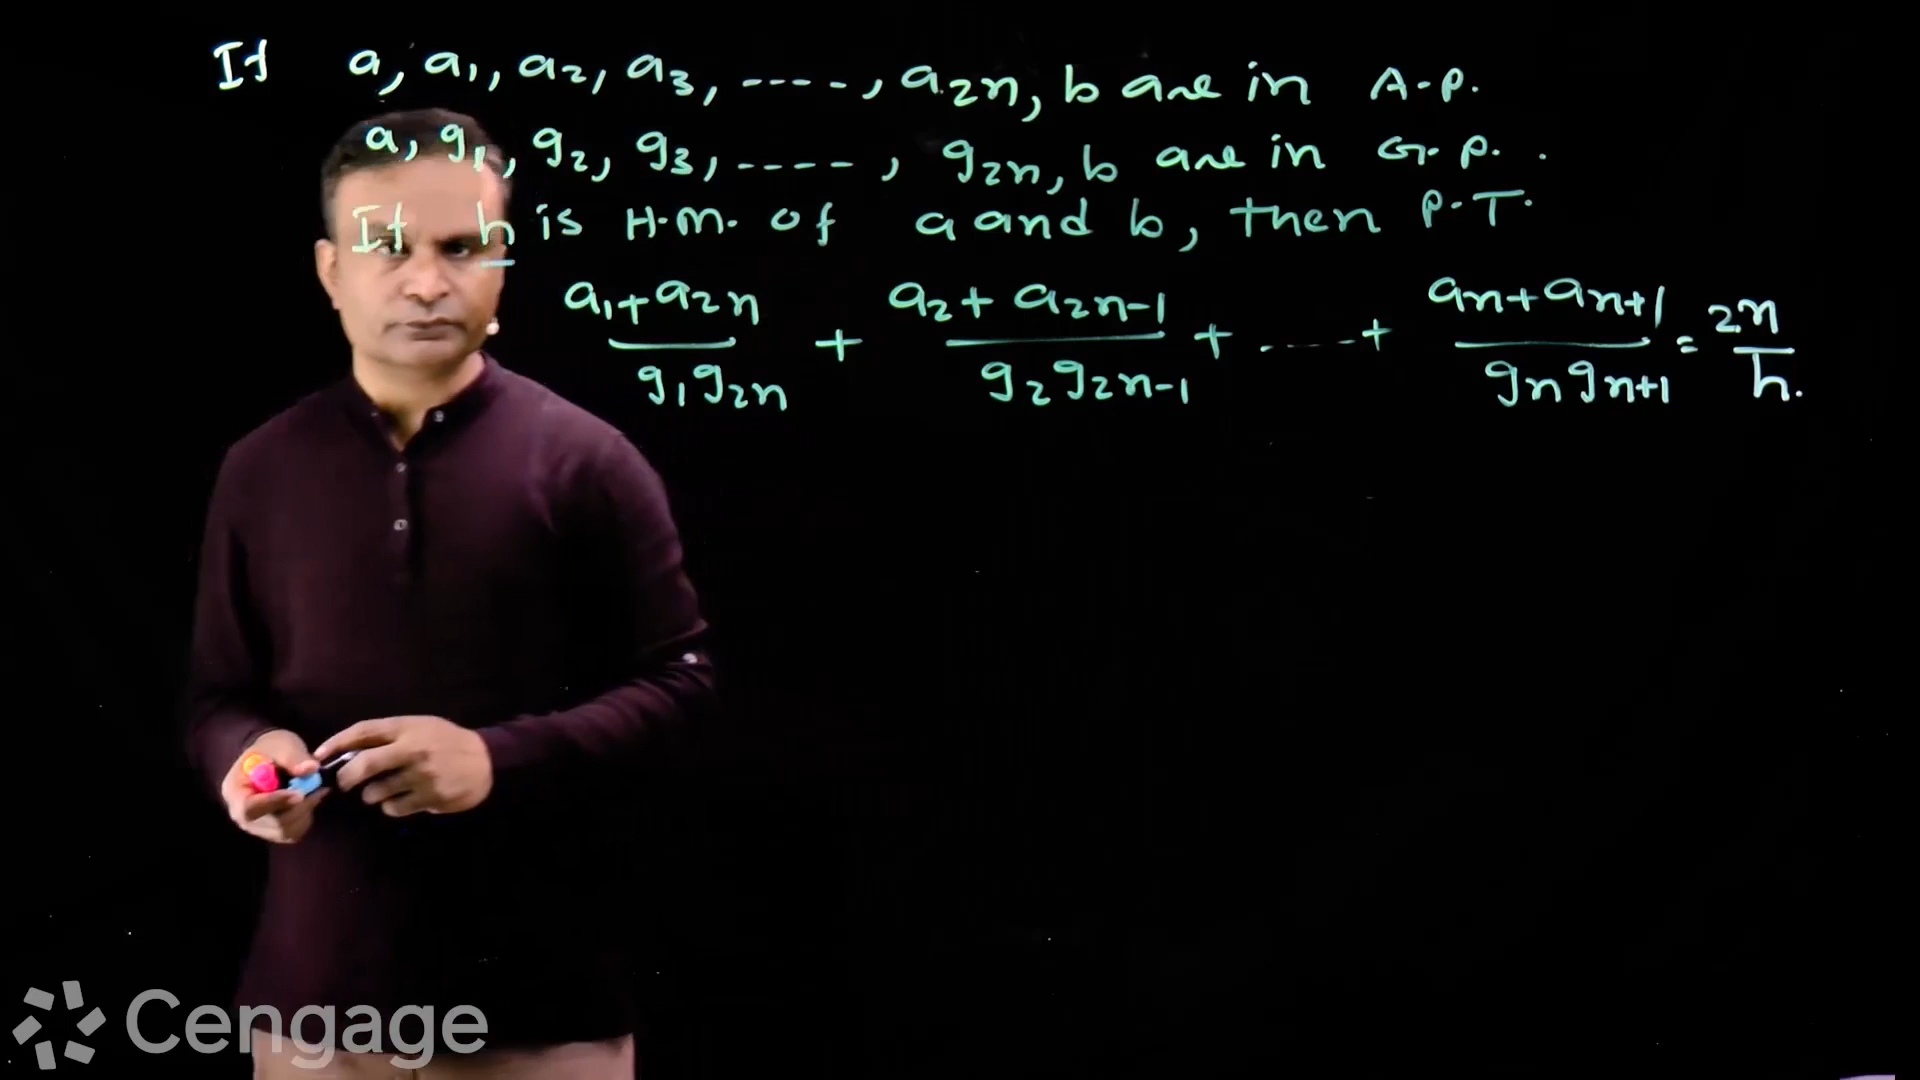 If a, a₁, a₂, a₃, ----, a₂ₙ, b are in A.P.
a, g₁, g₂, g₃, ----, g₂ₙ, b are in G.P.
If h is H.M. of a and b, then P.T.
(a₁+a₂ₙ)/(g₁g₂ₙ) + (a₂+a₂ₙ₋₁)/(g₂g₂ₙ₋₁) + ....+ (aₙ+aₙ₊₁)/(gₙgₙ₊₁) = 2n/h.
Cengage